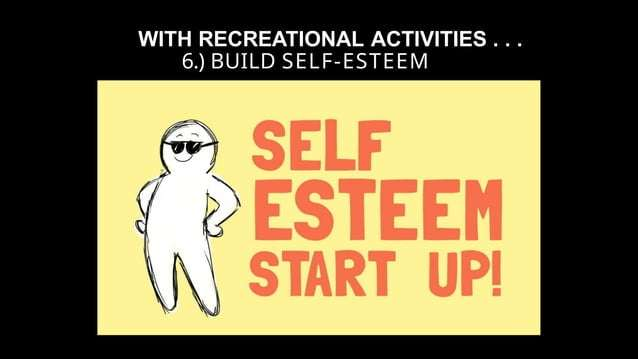 WITH RECREATIONAL ACTIVITIES . . .
6.) BUILD SELF-ESTEEM
SELF
ESTEEM
START UP!